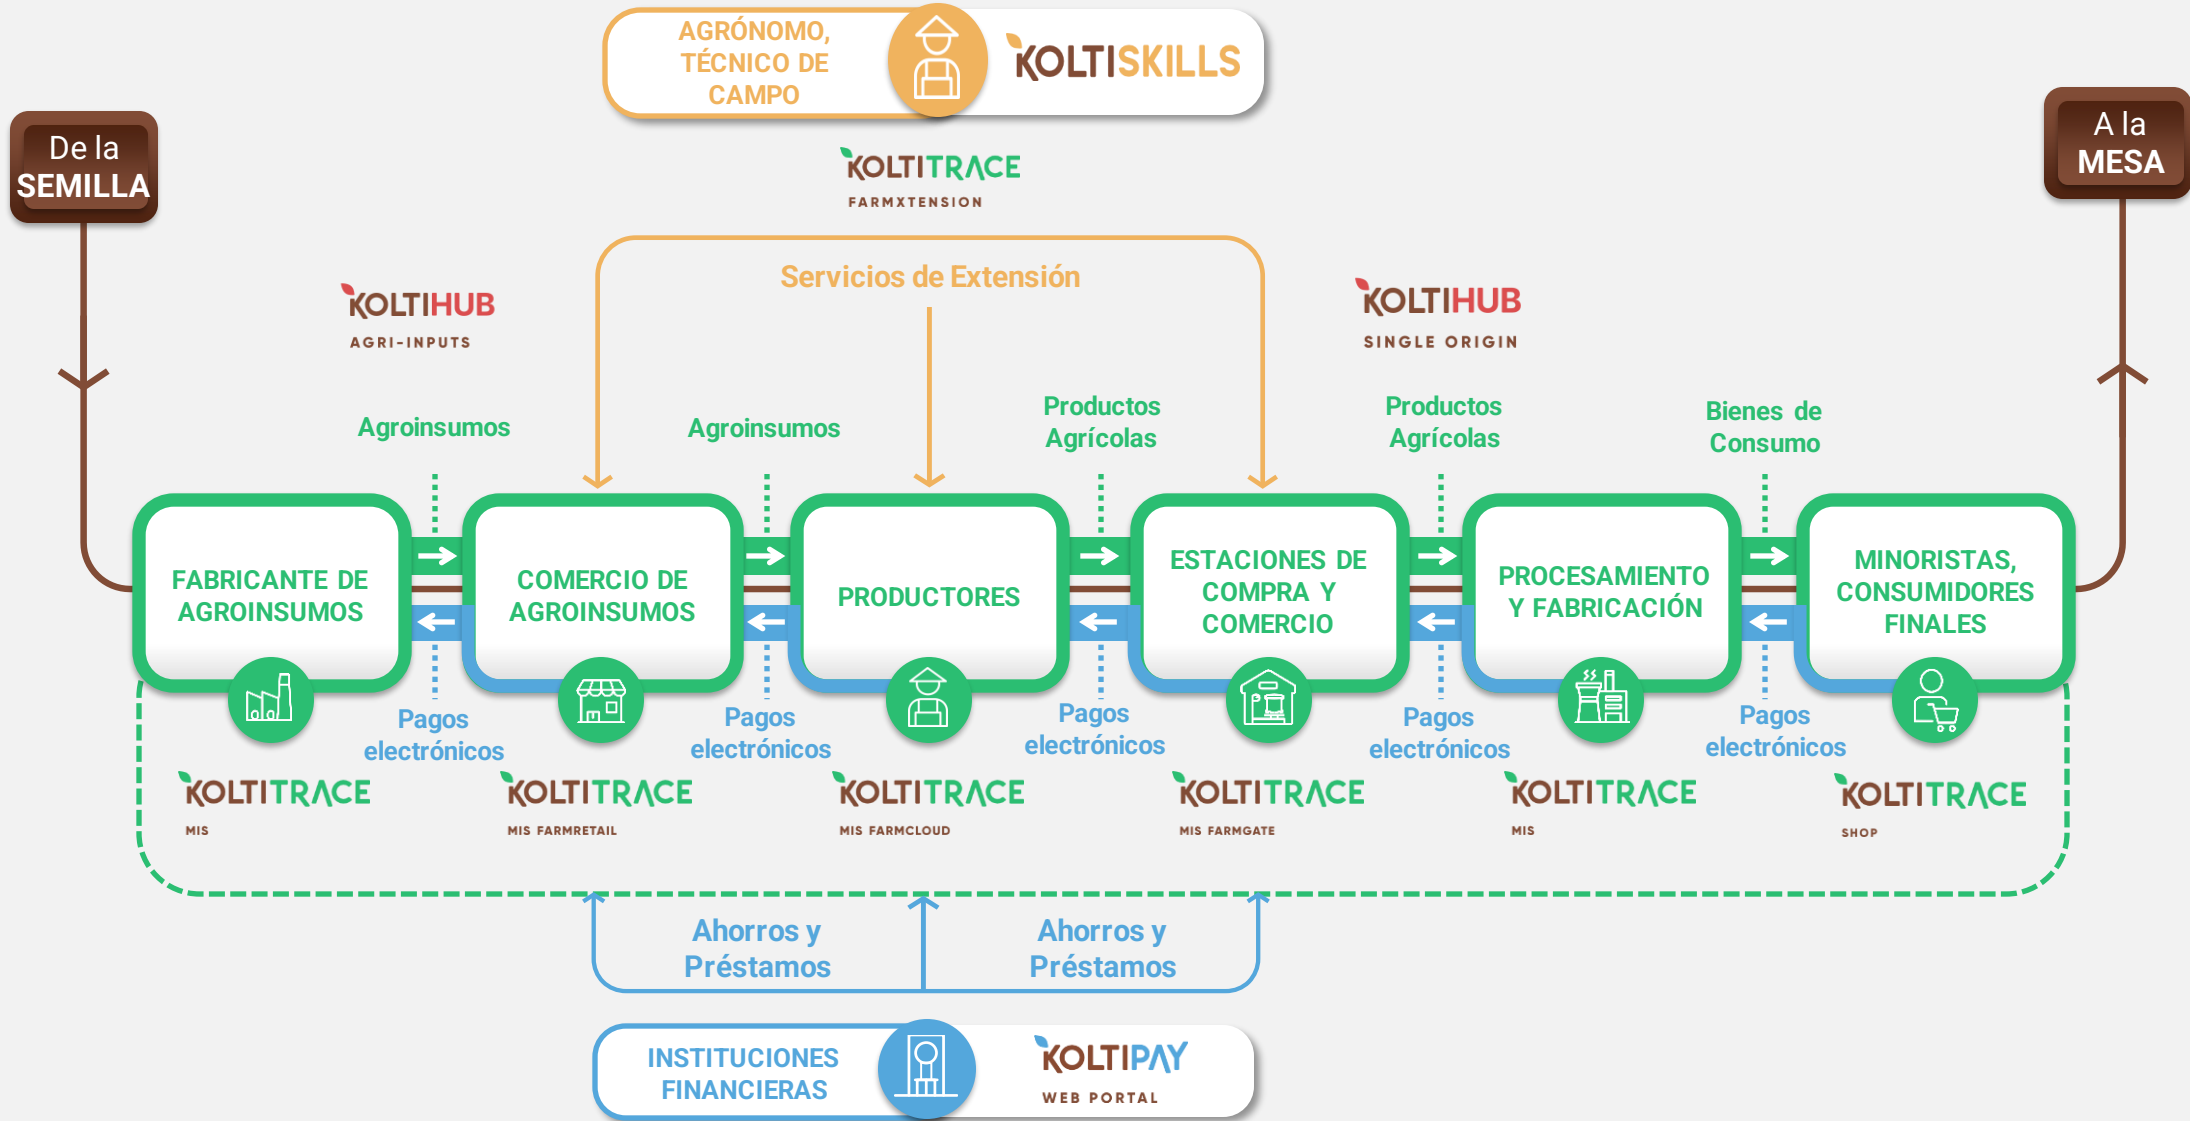 AGRÓNOMO,
TÉCNICO DE
CAMPO
KOLTISKILLS
De la
SEMILLA
A la
MESA
KOLTITRACE
FARMXTENSION
Servicios de Extensión
KOLTIHUB
AGRI-INPUTS
KOLTIHUB
SINGLE ORIGIN
Agroinsumos
Agroinsumos
Productos
Agrícolas
Productos
Agrícolas
Bienes de
Consumo
FABRICANTE DE
AGROINSUMOS
COMERCIO DE
AGROINSUMOS
PRODUCTORES
ESTACIONES DE
COMPRA Y
COMERCIO
PROCESAMIENTO
Y FABRICACIÓN
MINORISTAS,
CONSUMIDORES
FINALES
Pagos
electrónicos
Pagos
electrónicos
Pagos
electrónicos
Pagos
electrónicos
Pagos
electrónicos
KOLTITRACE
MIS
KOLTITRACE
MIS FARMRETAIL
KOLTITRACE
MIS FARMCLOUD
KOLTITRACE
MIS FARMGATE
KOLTITRACE
MIS
KOLTITRACE
SHOP
Ahorros y
Préstamos
Ahorros y
Préstamos
INSTITUCIONES
FINANCIERAS
KOLTIPAY
WEB PORTAL